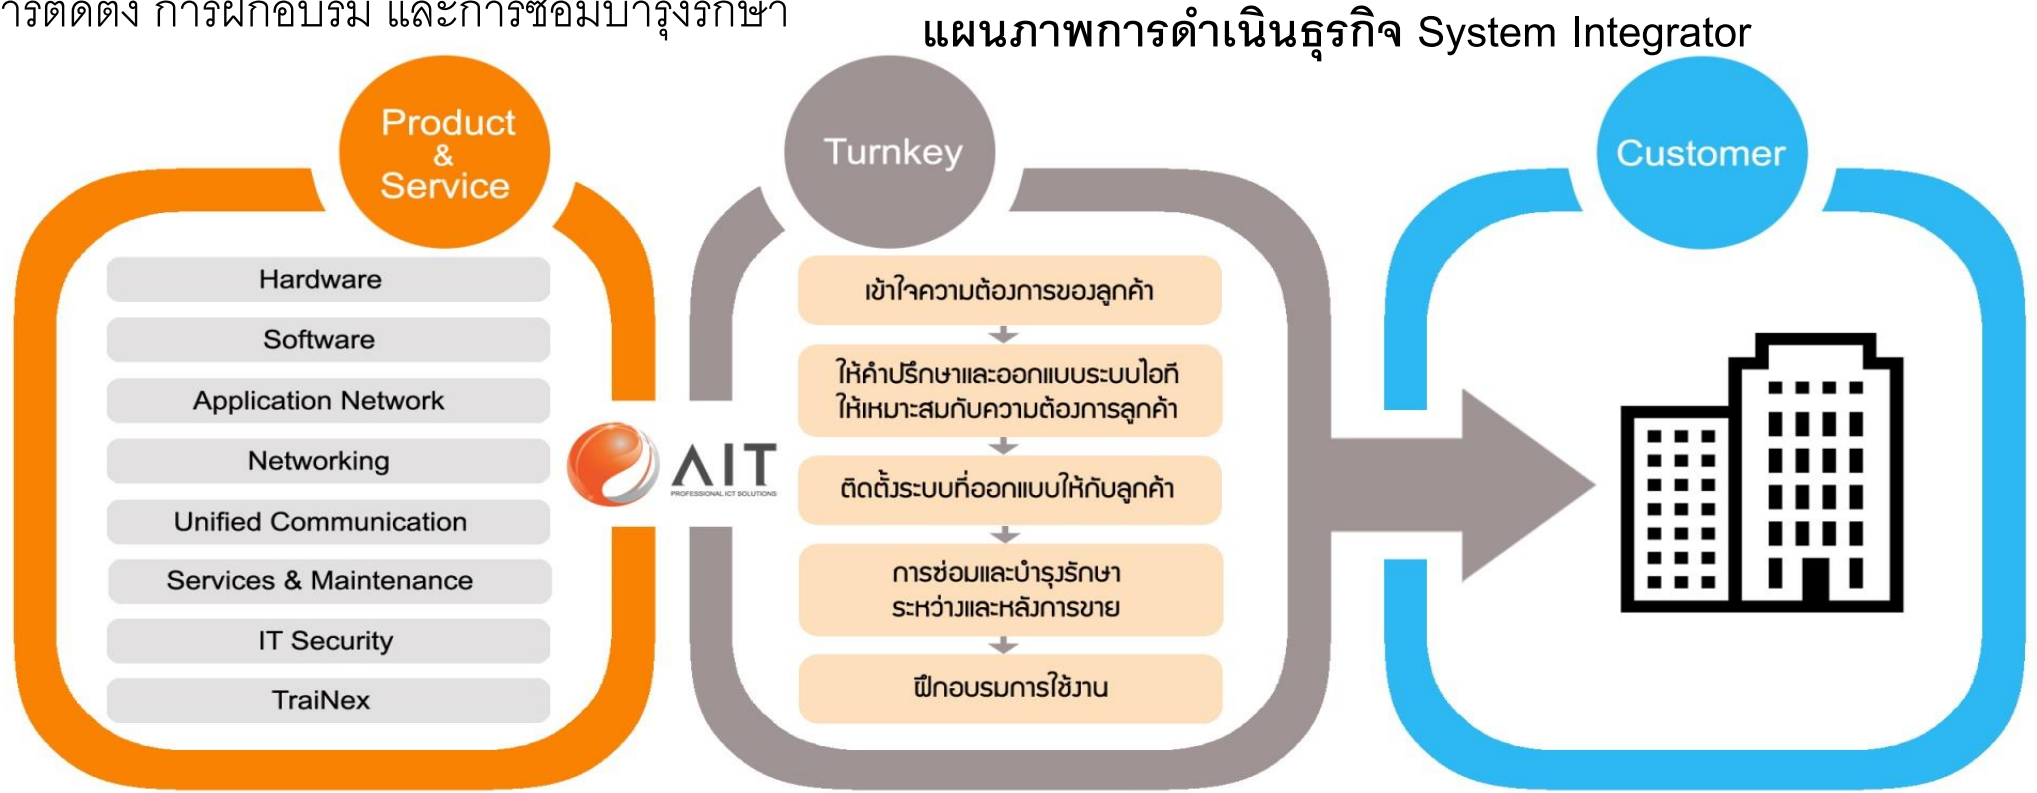 ารติดตั้ง การฝึกอบรม และการซ่อมบำรุงรักษา
แผนภาพการดำเนินธุรกิจ System Integrator
Product
&
Service
Hardware
Software
Application Network
Networking
Unified Communication
Services & Maintenance
IT Security
TraiNex
AIT
PROFESSIONAL ICT SOLUTIONS
Turnkey
เข้าใจความต้องการของลูกค้า
ให้คำปรึกษาและออกแบบระบบไอที
ให้เหมาะสมกับความต้องการลูกค้า
ติดตั้งระบบที่ออกแบบให้กับลูกค้า
การซ่อมและบำรุงรักษา
ระหว่างและหลังการขาย
ฝึกอบรมการใช้งาน
Customer